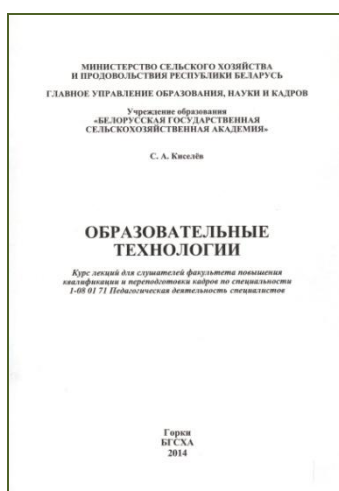 МИНИСТЕРСТВО СЕЛЬСКОГО ХОЗЯЙСТВА
И ПРОДОВОЛЬСТВИЯ РЕСПУБЛИКИ БЕЛАРУСЬ
ГЛАВНОЕ УПРАВЛЕНИЕ ОБРАЗОВАНИЯ, НАУКИ И КАДРОВ
Учреждение образования
«БЕЛОРУССКАЯ ГОСУДАРСТВЕННАЯ
СЕЛЬСКОХОЗЯЙСТВЕННАЯ АКАДЕМИЯ»
С. А. Киселёв
ОБРАЗОВАТЕЛЬНЫЕ
ТЕХНОЛОГИИ
Курс лекций для слушателей факультета повышения
квалификации и переподготовки кадров по специальности
1-08 01 71 Педагогическая деятельность специалистов
Горки
БГСХА
2014